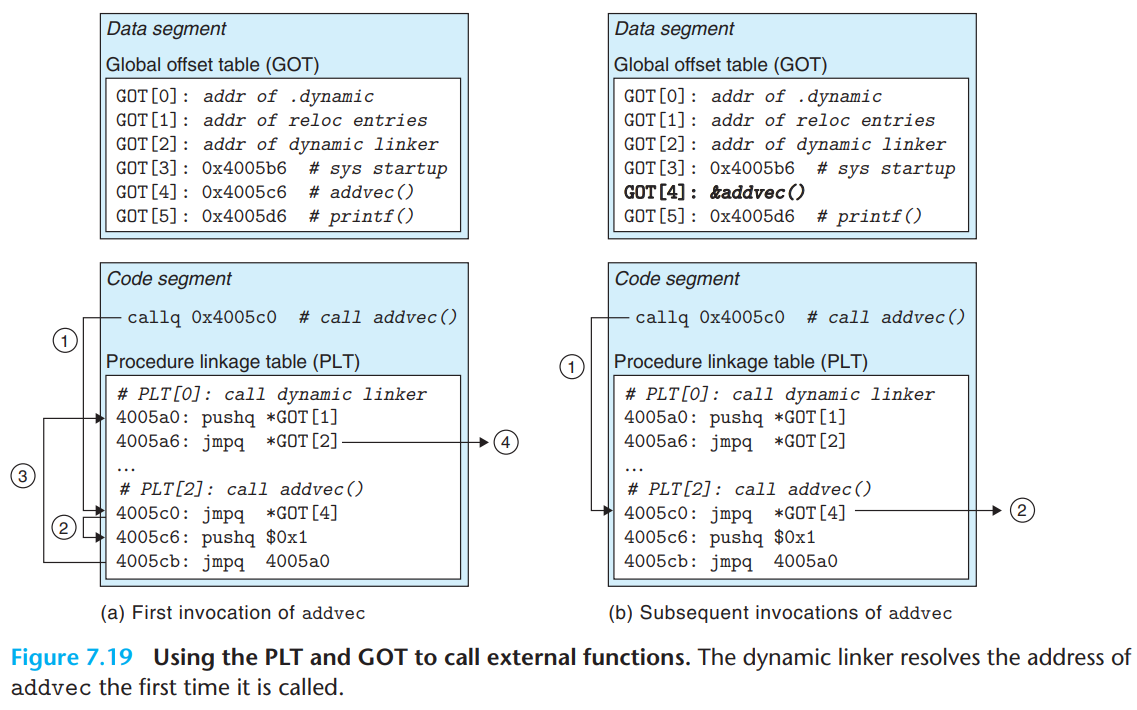 Data segment
Global offset table (GOT)
GOT[0]: addr of .dynamic
GOT[1]: addr of reloc entries
GOT[2]: addr of dynamic linker
GOT[3]: 0x4005b6 # sys startup
GOT[4]: 0x4005c6 # addvec()
GOT[5]: 0x4005d6 # printf()
Code segment
callq 0x4005c0 # call addvec()
1
Procedure linkage table (PLT)
# PLT[0]: call dynamic linker
4005a0: pushq *GOT[1]
4005a6: jmpq *GOT[2]
4
3
...
# PLT[2]: call addvec()
4005c0: jmpq *GOT[4]
2
4005c6: pushq $0x1
4005cb: jmpq 4005a0
(a) First invocation of addvec
Data segment
Global offset table (GOT)
GOT[0]: addr of .dynamic
GOT[1]: addr of reloc entries
GOT[2]: addr of dynamic linker
GOT[3]: 0x4005b6 # sys startup
GOT[4]: &addvec()
GOT[5]: 0x4005d6 # printf()
Code segment
callq 0x4005c0 # call addvec()
1
Procedure linkage table (PLT)
# PLT[0]: call dynamic linker
4005a0: pushq *GOT[1]
4005a6: jmpq *GOT[2]
...
# PLT[2]: call addvec()
4005c0: jmpq *GOT[4]
2
4005c6: pushq $0x1
4005cb: jmpq 4005a0
(b) Subsequent invocations of addvec
Figure 7.19 Using the PLT and GOT to call external functions. The dynamic linker resolves the address of
addvec the first time it is called.